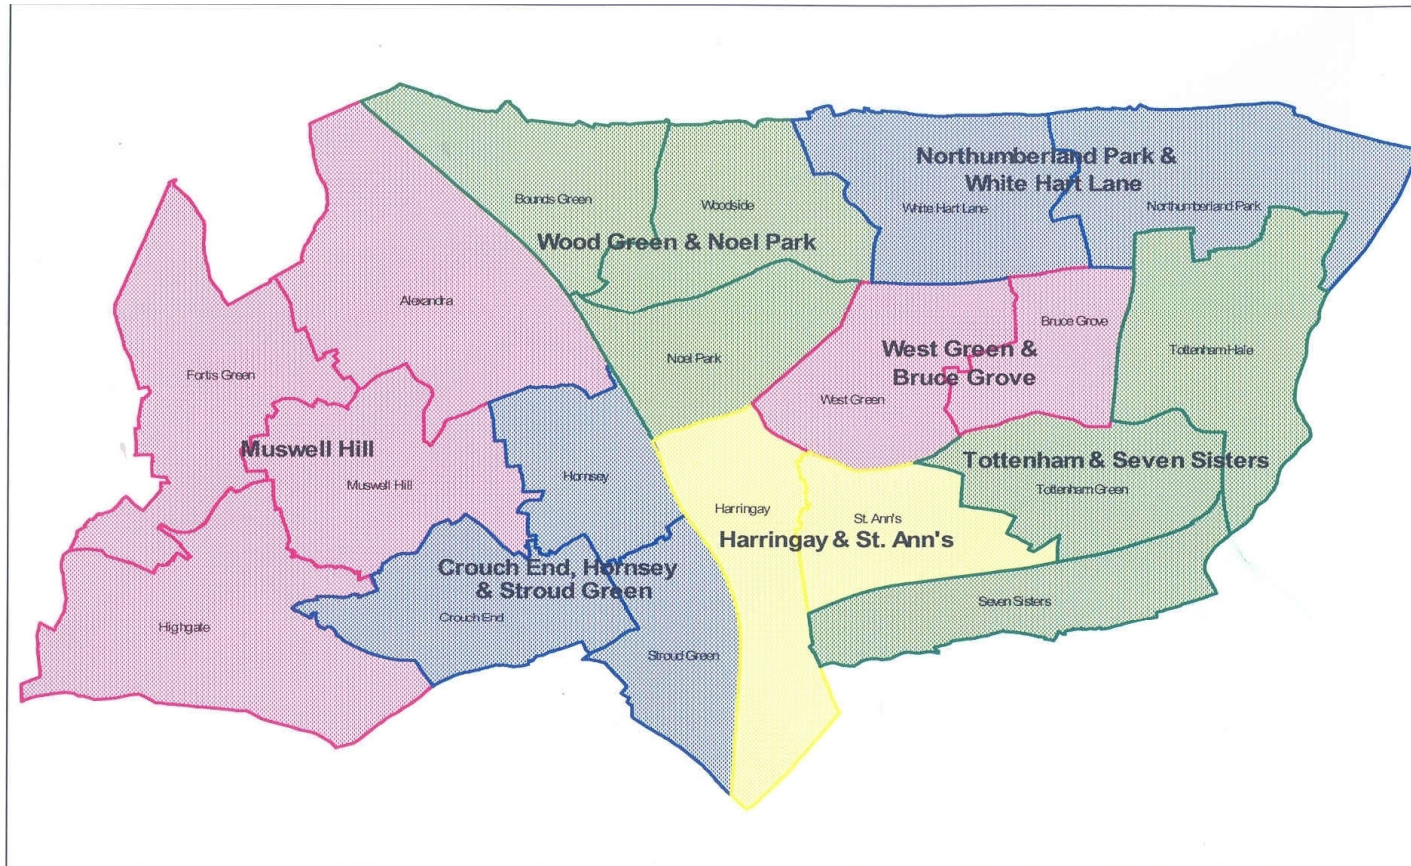 Northumberland Park &
White Hart Lane
Bounds Green
Woodside
White Hart Lane
Northumberland Park
Wood Green & Noel Park
Alexandra
Bruce Grove
West Green &
Bruce Grove
Noel Park
Tottenham Hale
Fortis Green
West Green
Muswell Hill
Tottenham & Seven Sisters
Hornsey
Muswell Hill
Tottenham Green
Harringay
St. Ann's
Harringay & St. Ann's
Crouch End, Hornsey
& Stroud Green
Seven Sisters
Crouch End
Highgate
Stroud Green